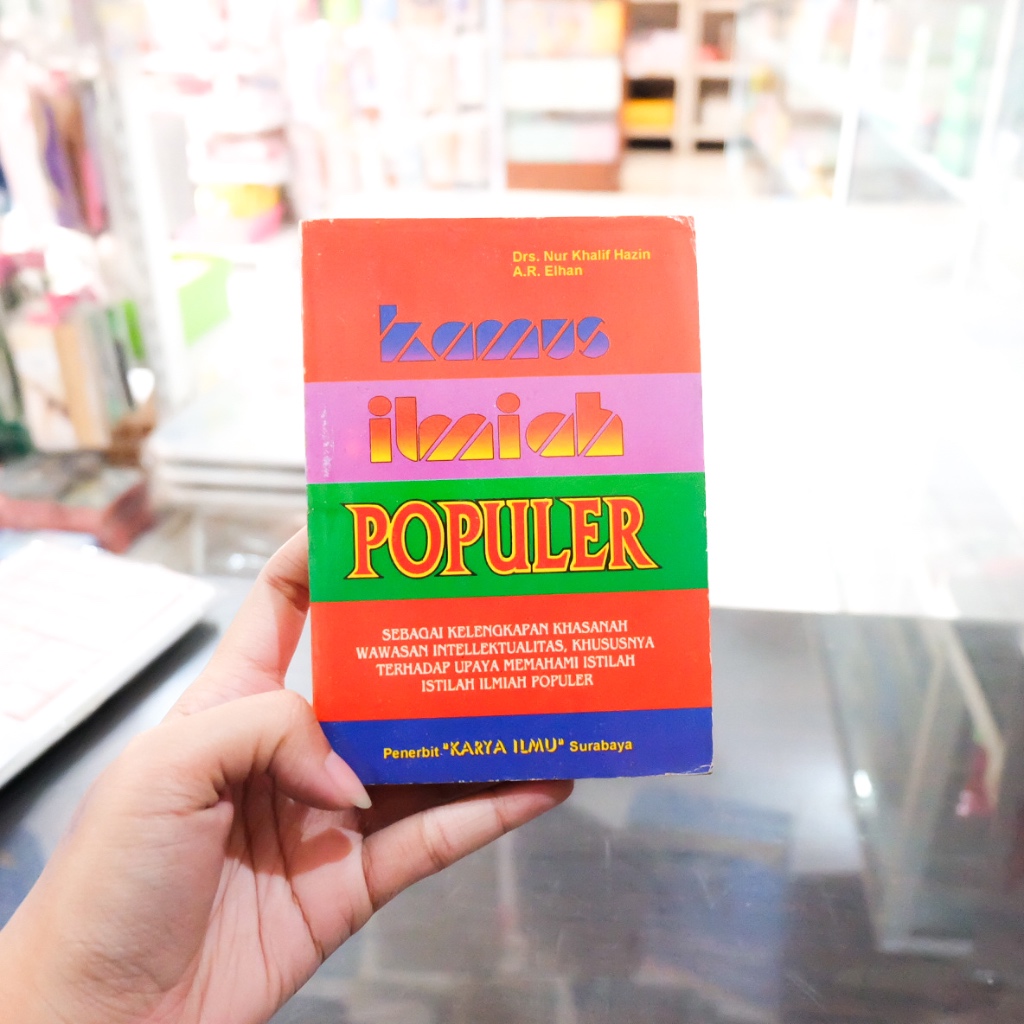 Drs. Nur Khalif Hazin
A.R. Elhan
kamus
ilmiah
POPULER
SEBAGAI KELENGKAPAN KHASANAH
WAWASAN INTELLEKTUALITAS, KHUSUSNYA
TERHADAP UPAYA MEMAHAMI ISTILAH
ISTILAH ILMIAH POPULER
Penerbit "KARYA ILMU" Surabaya